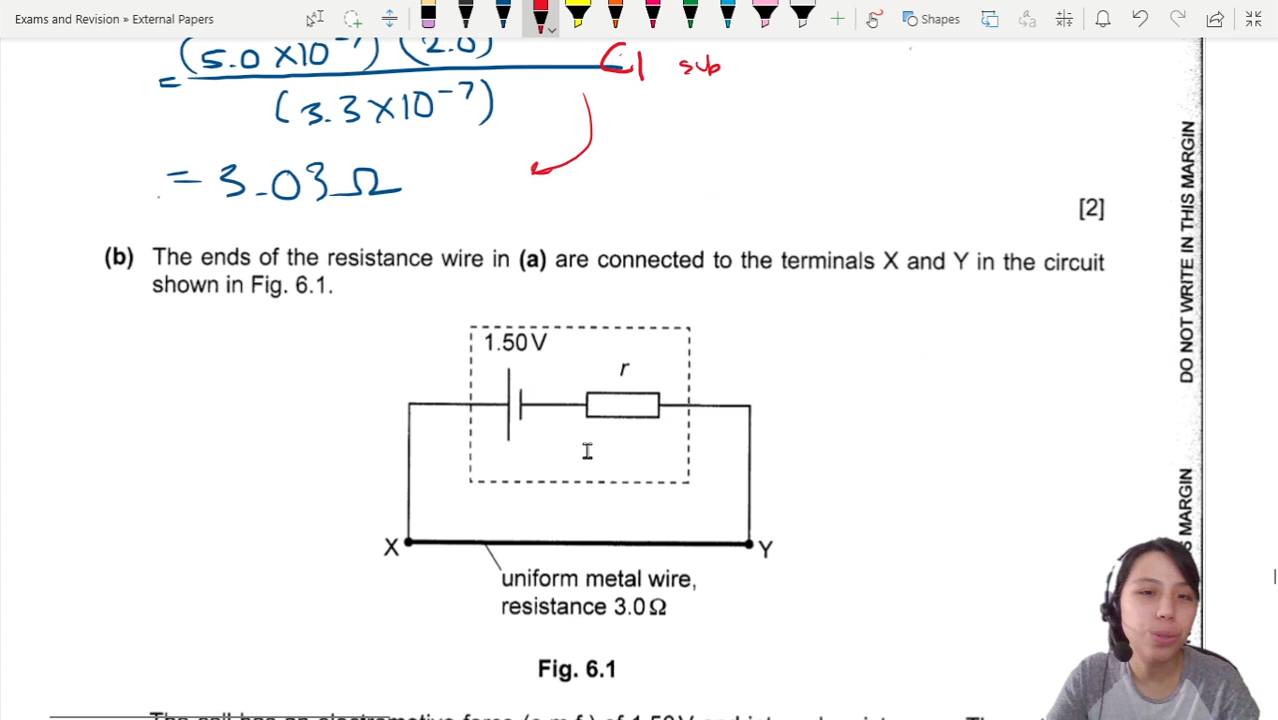 Exams and Revision » External Papers
Shapes
= (5.0 ×10⁻⁷) (2.0)
(3.3×10⁻⁷)
C1 sub
= 3.03 Ω
[2]
(b) The ends of the resistance wire in (a) are connected to the terminals X and Y in the circuit
shown in Fig. 6.1.
1.50 V
r
X
Y
uniform metal wire,
resistance 3.0 Ω
Fig. 6.1
DO NOT WRITE IN THIS MARGIN
MARGIN